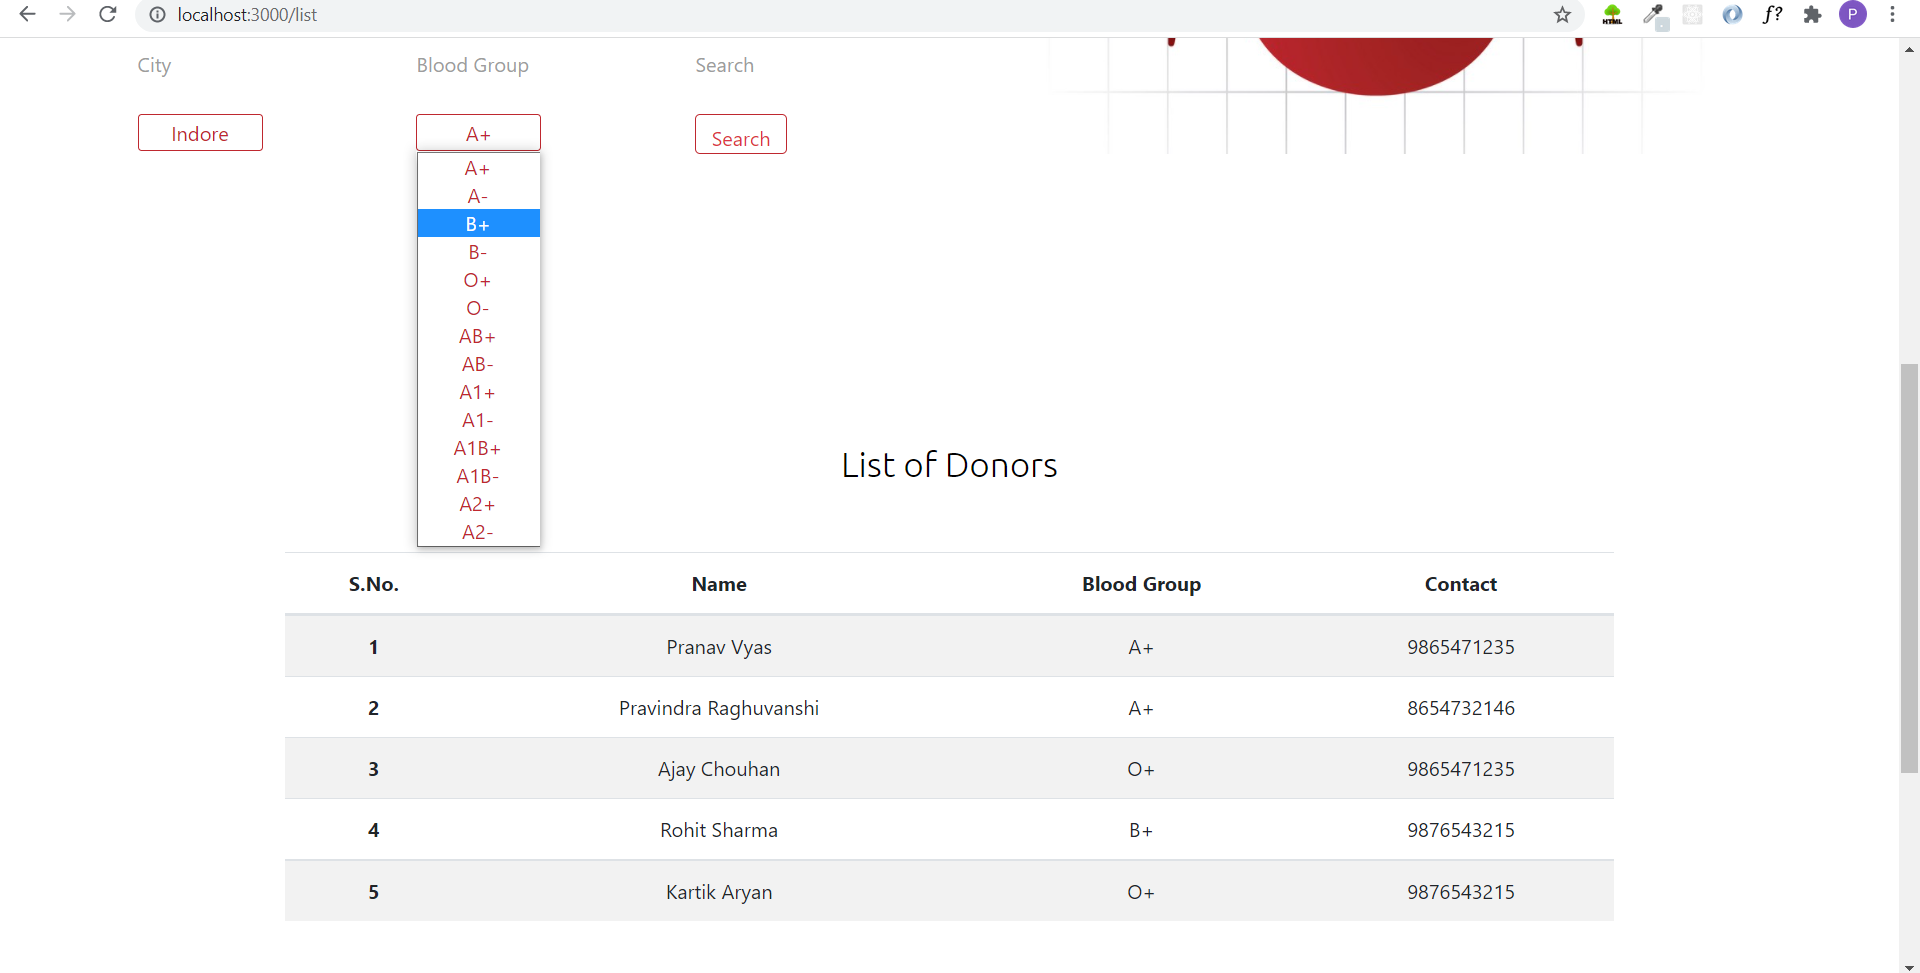 localhost:3000/list
HTML
f?
P
City Blood Group Search
Indore A+ Search
A+
A-
B+
B-
O+
O-
AB+
AB-
A1+
A1-
A1B+
A1B-
A2+
A2-
List of Donors
S.No. Name Blood Group Contact
1 Pranav Vyas A+ 9865471235
2 Pravindra Raghuvanshi A+ 8654732146
3 Ajay Chouhan O+ 9865471235
4 Rohit Sharma B+ 9876543215
5 Kartik Aryan O+ 9876543215